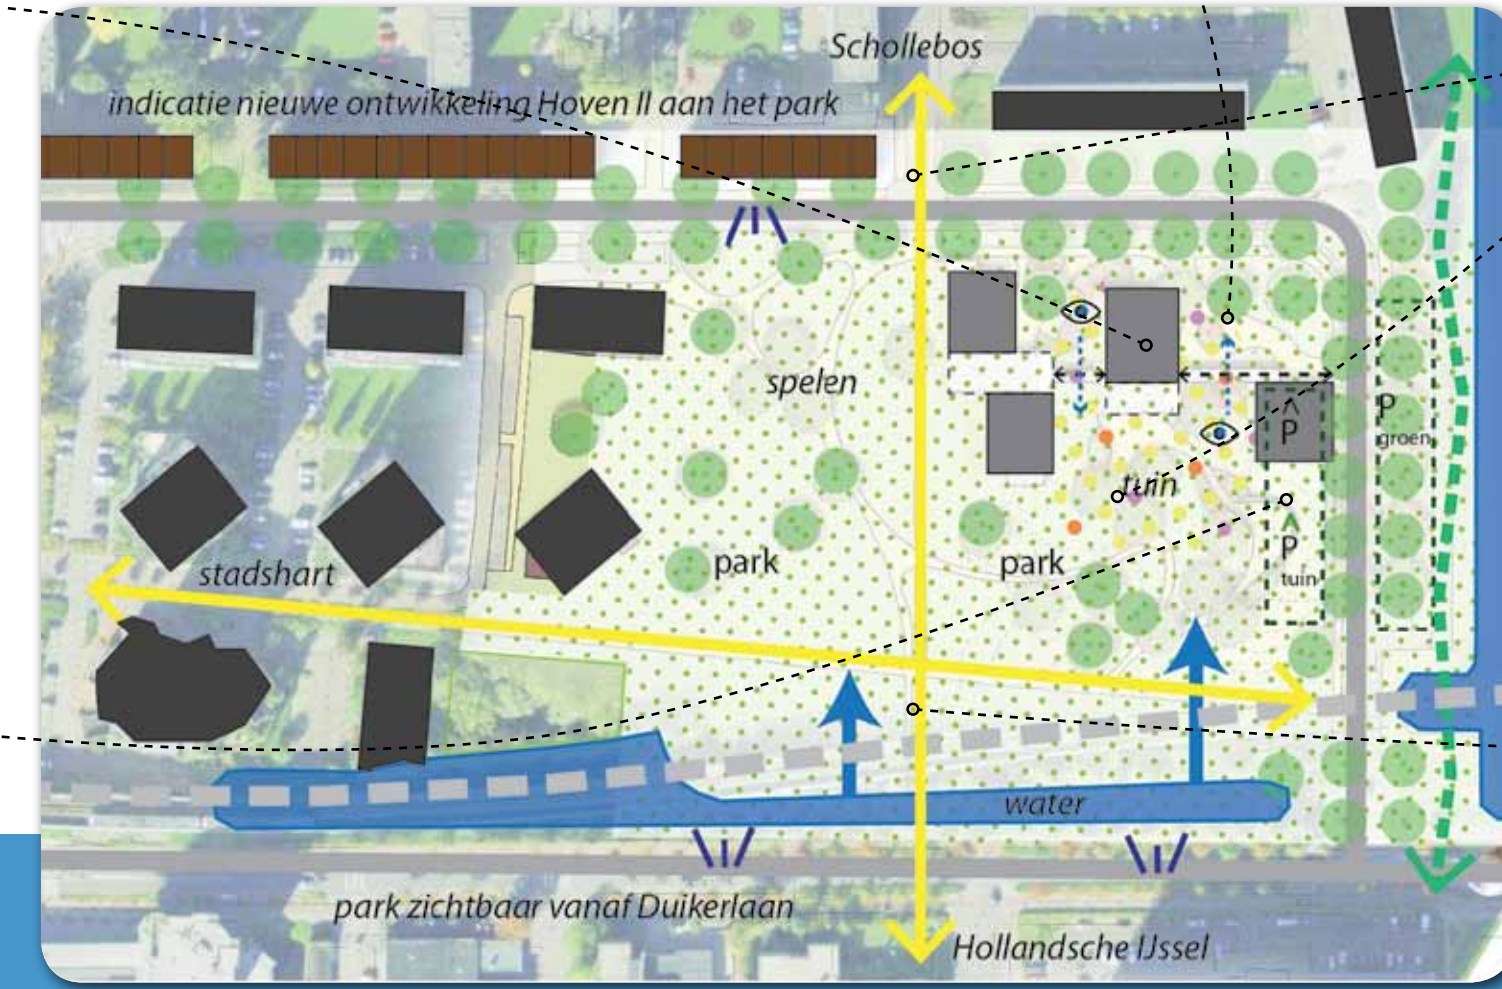 Schollebos
indicatie nieuwe ontwikkeling Hoven II aan het park
spelen
P
P
groen
tuin
park
park
P
tuin
stadshart
water
park zichtbaar vanaf Duikerlaan
Hollandsche IJssel